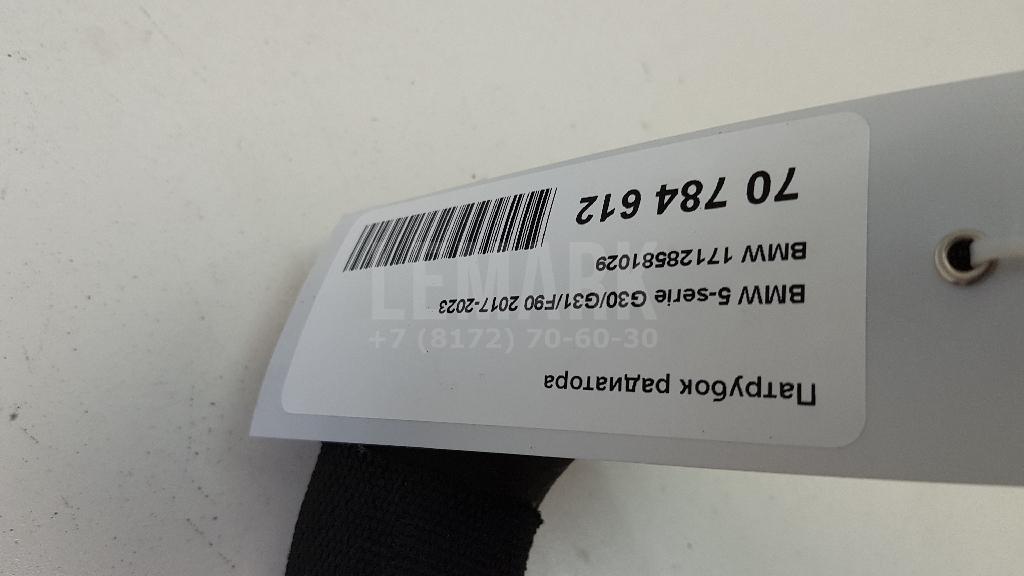 Патрубок радиатора
BMW 5-serie G30/G31/F90 2017-2023
BMW 17128581029
70 784 612
LEMARK
+7 (8172) 70-60-30